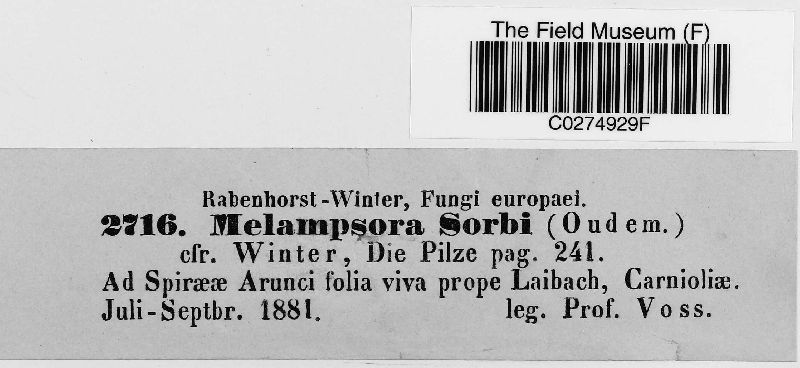 The Field Museum (F)
C0274929F
Rabenhorst-Winter, Fungi europaei.
2716. Melampsora Sorbi (Oudem.)
cfr. Winter, Die Pilze pag. 241.
Ad Spirææ Arunci folia viva prope Laibach, Carnioliæ.
Juli-Septbr. 1881. leg. Prof. Voss.